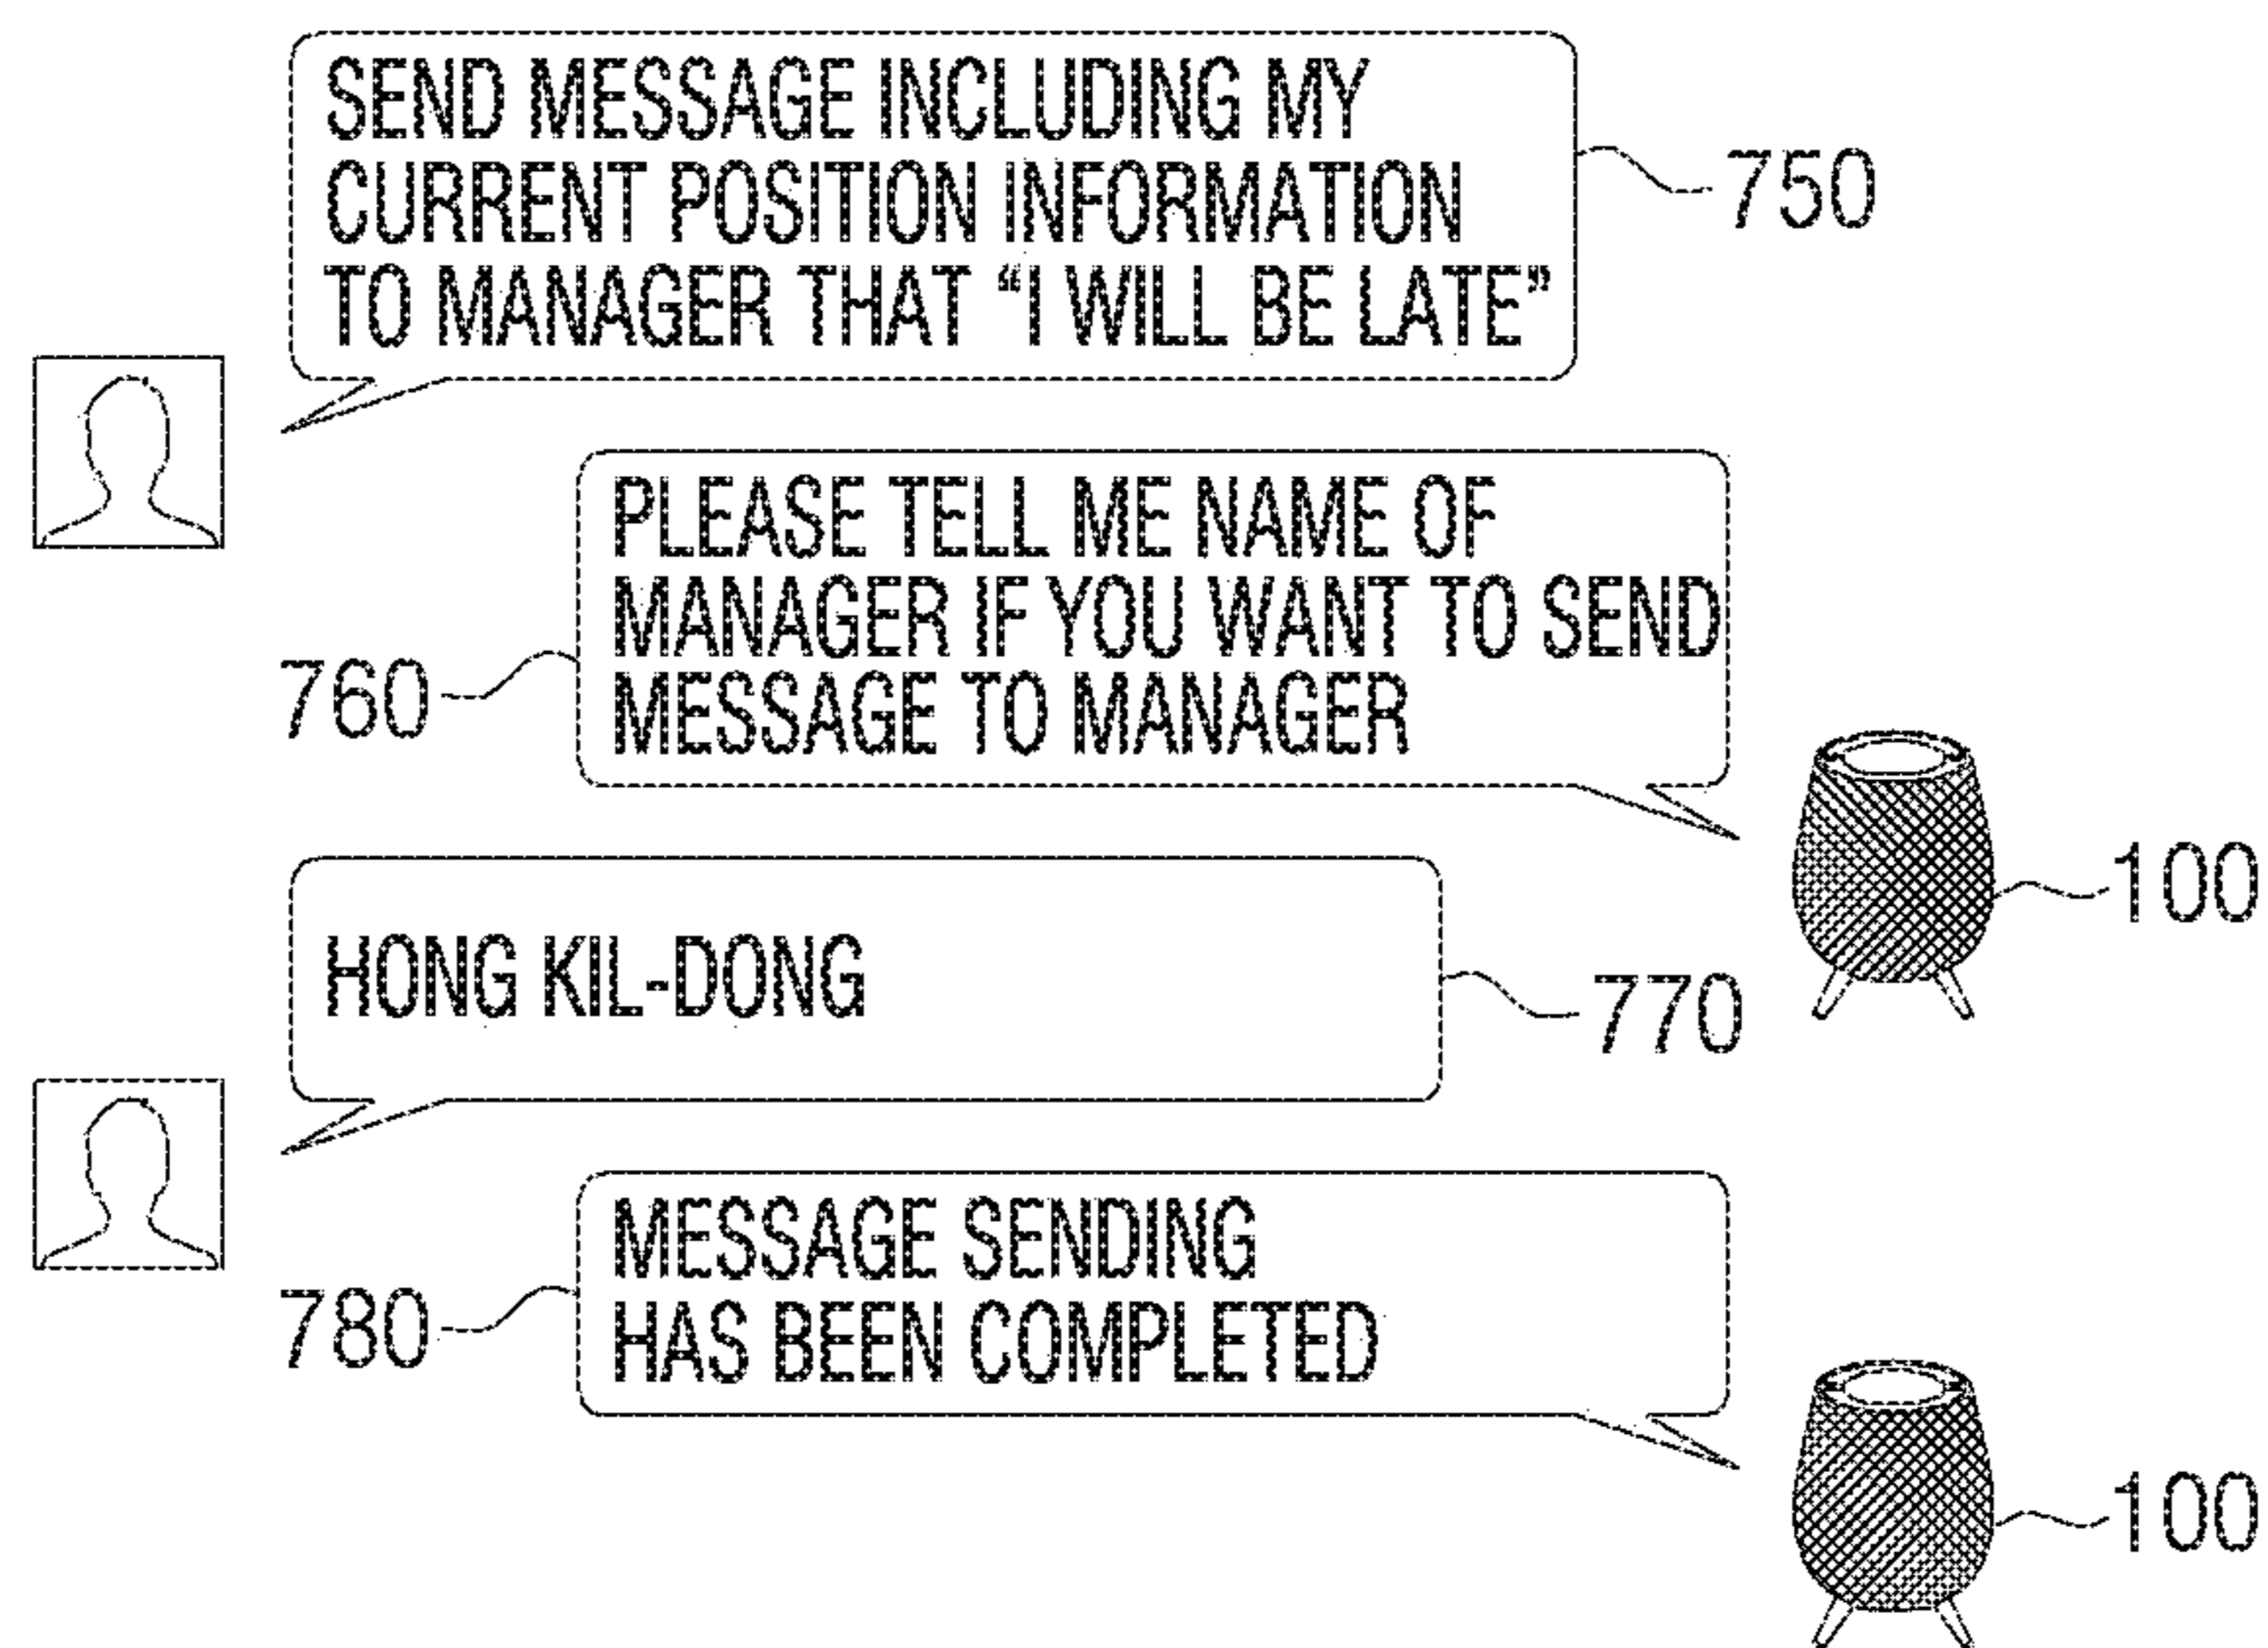 SEND MESSAGE INCLUDING MY
CURRENT POSITION INFORMATION
TO MANAGER THAT “I WILL BE LATE”
750
PLEASE TELL ME NAME OF
MANAGER IF YOU WANT TO SEND
MESSAGE TO MANAGER
760
100
HONG KIL-DONG
770
MESSAGE SENDING
HAS BEEN COMPLETED
780
100